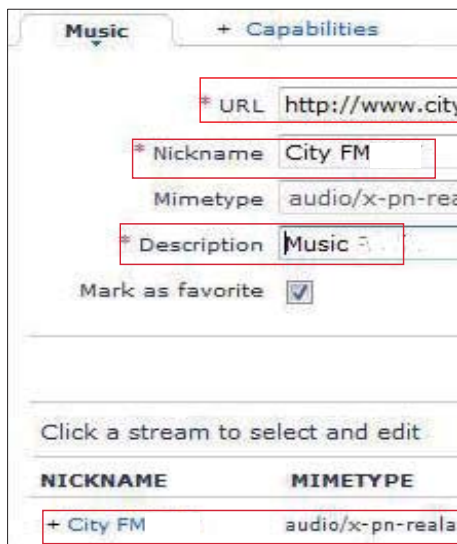 Music + Capabilities
* URL http://www.city
* Nickname City FM
Mimetype audio/x-pn-rea
* Description Music
Mark as favorite
Click a stream to select and edit
NICKNAME MIMETYPE
+ City FM audio/x-pn-reala